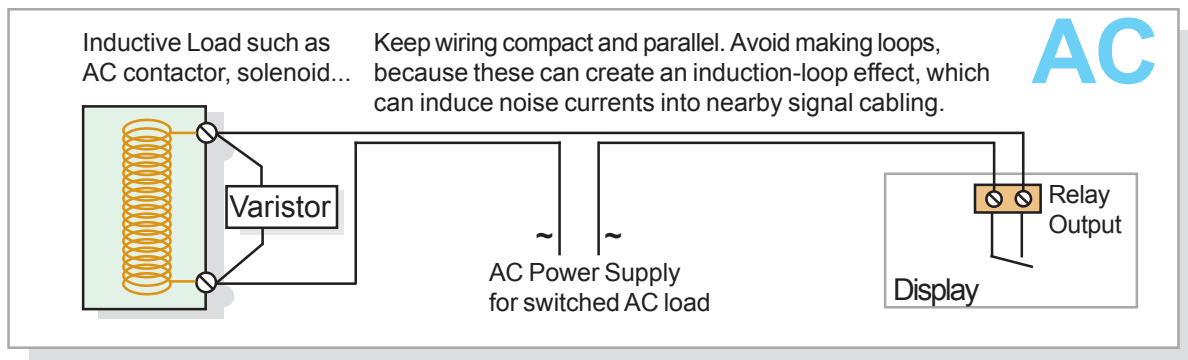 Inductive Load such as
AC contactor, solenoid...
Keep wiring compact and parallel. Avoid making loops,
because these can create an induction-loop effect, which
can induce noise currents into nearby signal cabling.
AC
Varistor
~ ~
AC Power Supply
for switched AC load
Relay
Output
Display